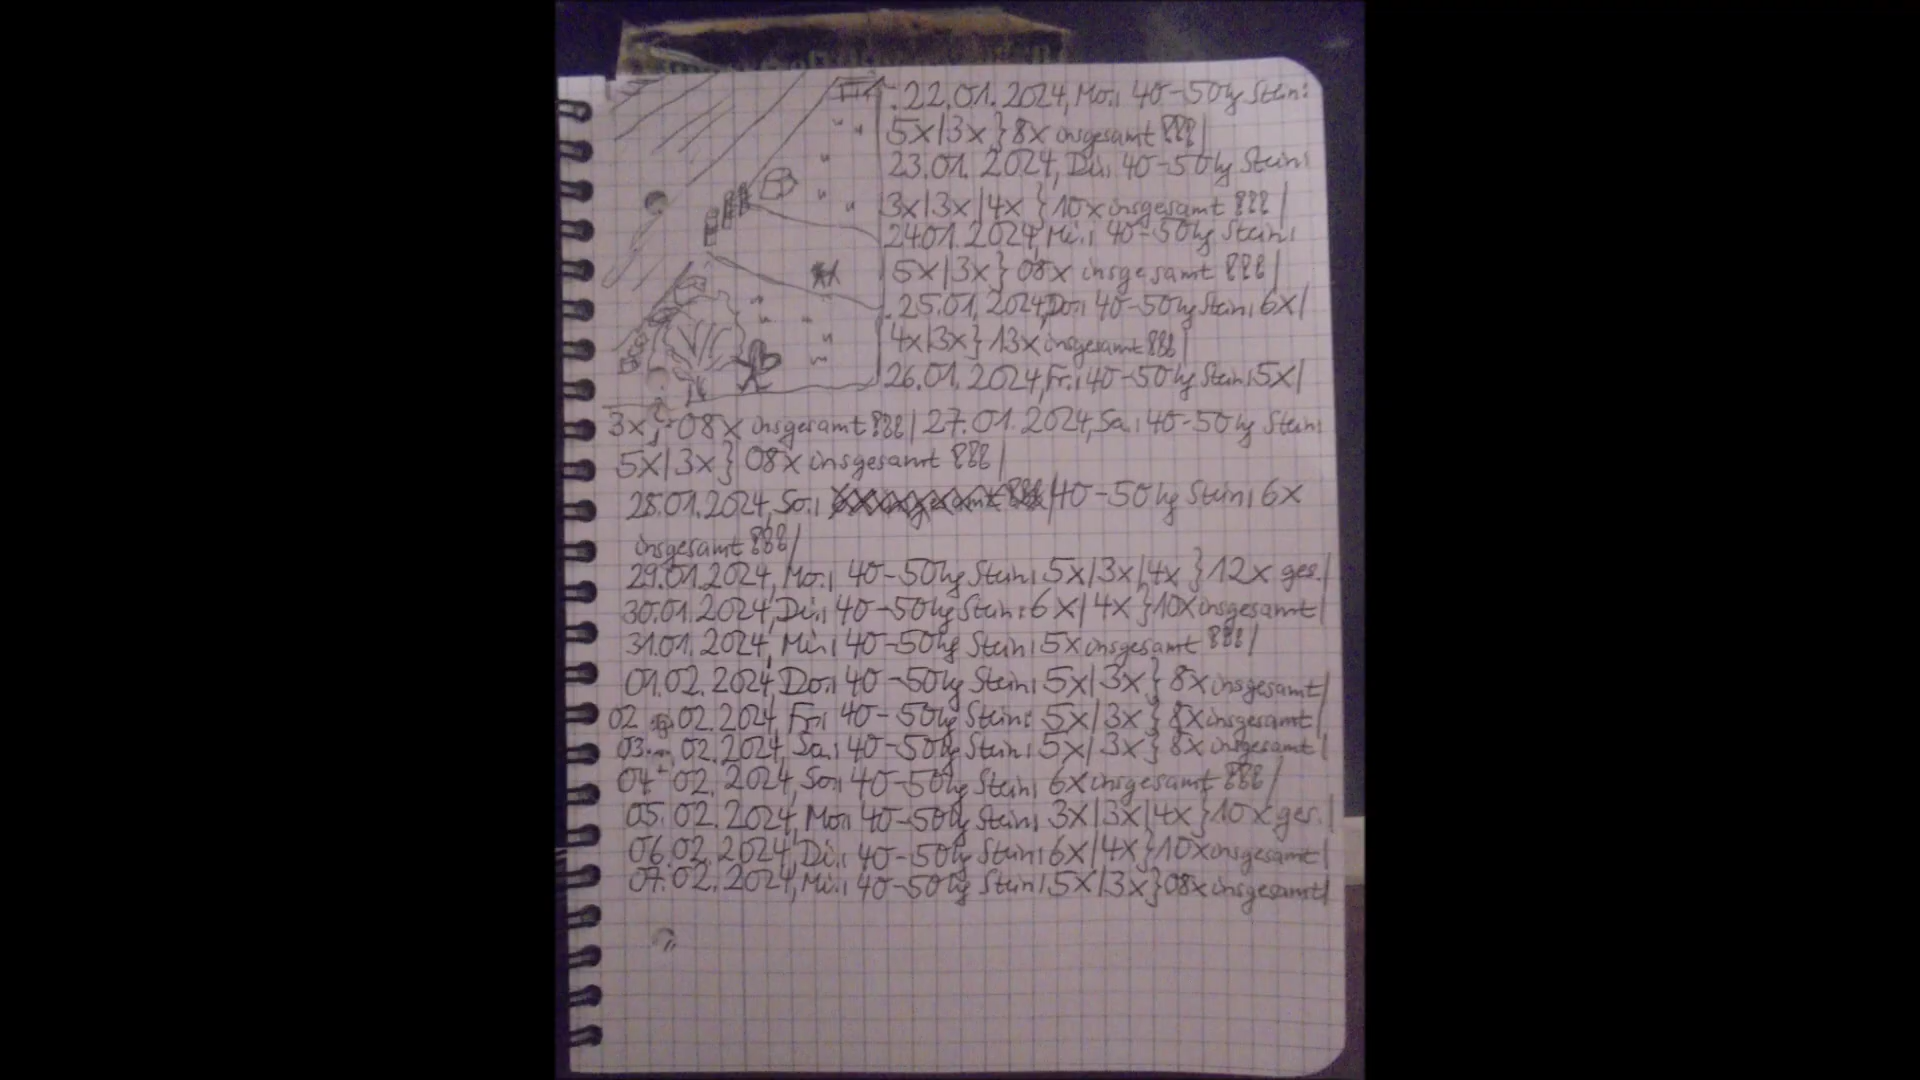 .22.01.2024, Mo.: 40-50kg Stein:
5x|3x } 8x insgesamt !!!|
23.01.2024, Di.: 40-50kg Stein:
3x|3x|4x } 10x insgesamt !!!|
24.01.2024, Mi.: 40-50kg Stein:
5x|3x } 08x insgesamt !!!|
.25.01.2024, Do.: 40-50kg Stein: 6x|
4x|3x } 13x insgesamt !!!|
26.01.2024, Fr.: 40-50kg Stein: 5x|
3x } 08x insgesamt !!!| 27.01.2024, Sa.: 40-50kg Stein:
5x|3x } 08x insgesamt !!!|
28.01.2024, So.: 40-50kg Stein: 6x
insgesamt !!!|
29.01.2024, Mo.: 40-50kg Stein: 5x|3x|4x } 12x ges.|
30.01.2024, Di.: 40-50kg Stein: 6x|4x } 10x insgesamt|
31.01.2024, Mi.: 40-50kg Stein: 5x insgesamt !!!|
01.02.2024, Do.: 40-50kg Stein: 5x|3x } 8x insgesamt|
02.02.2024, Fr.: 40-50kg Stein: 5x|3x } 8x insgesamt|
03.02.2024, Sa.: 40-50kg Stein: 5x|3x } 8x insgesamt|
04.02.2024, So.: 40-50kg Stein: 6x insgesamt !!!|
05.02.2024, Mo.: 40-50kg Stein: 3x|3x|4x } 10x ges.|
06.02.2024, Di.: 40-50kg Stein: 6x|4x } 10x insgesamt|
07.02.2024, Mi.: 40-50kg Stein: 5x|3x } 08x insgesamt|